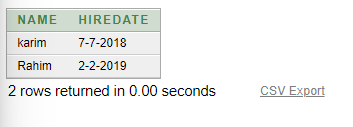 NAME HIREDATE
karim 7-7-2018
Rahim 2-2-2019
2 rows returned in 0.00 seconds CSV Export